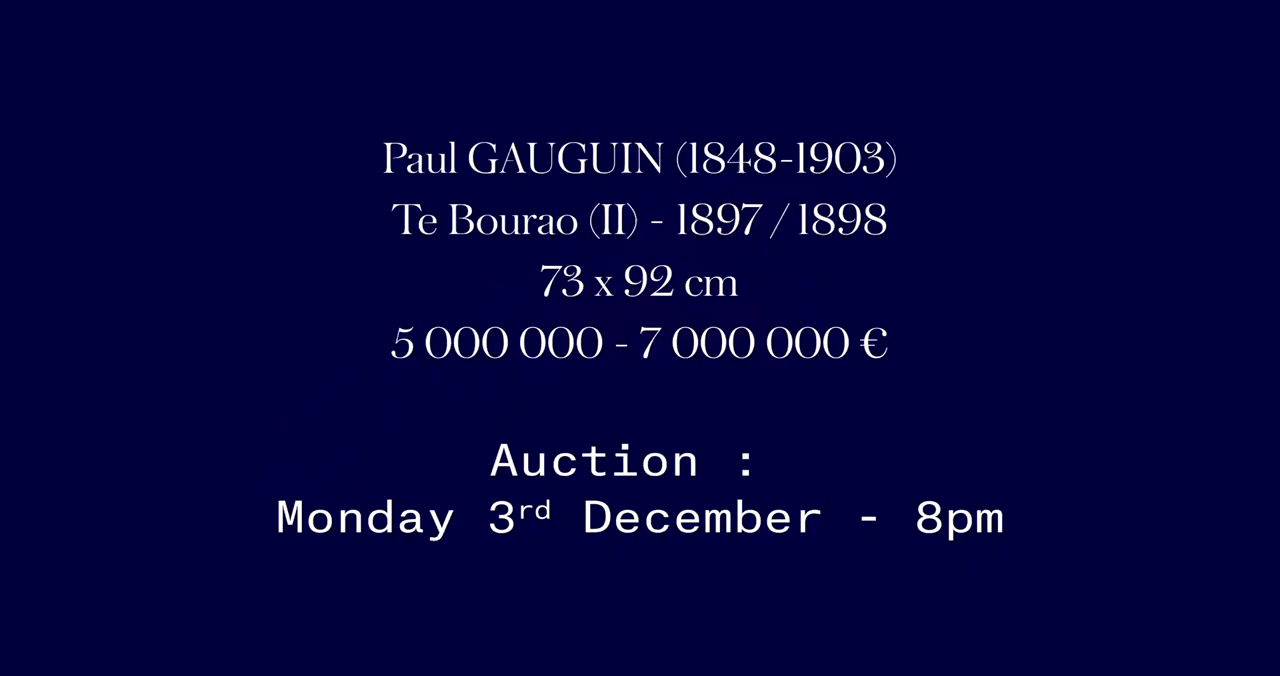 Paul GAUGUIN (1848-1903)
Te Bourao (II) - 1897 / 1898
73 x 92 cm
5 000 000 - 7 000 000 €
Auction :
Monday 3rd December - 8pm